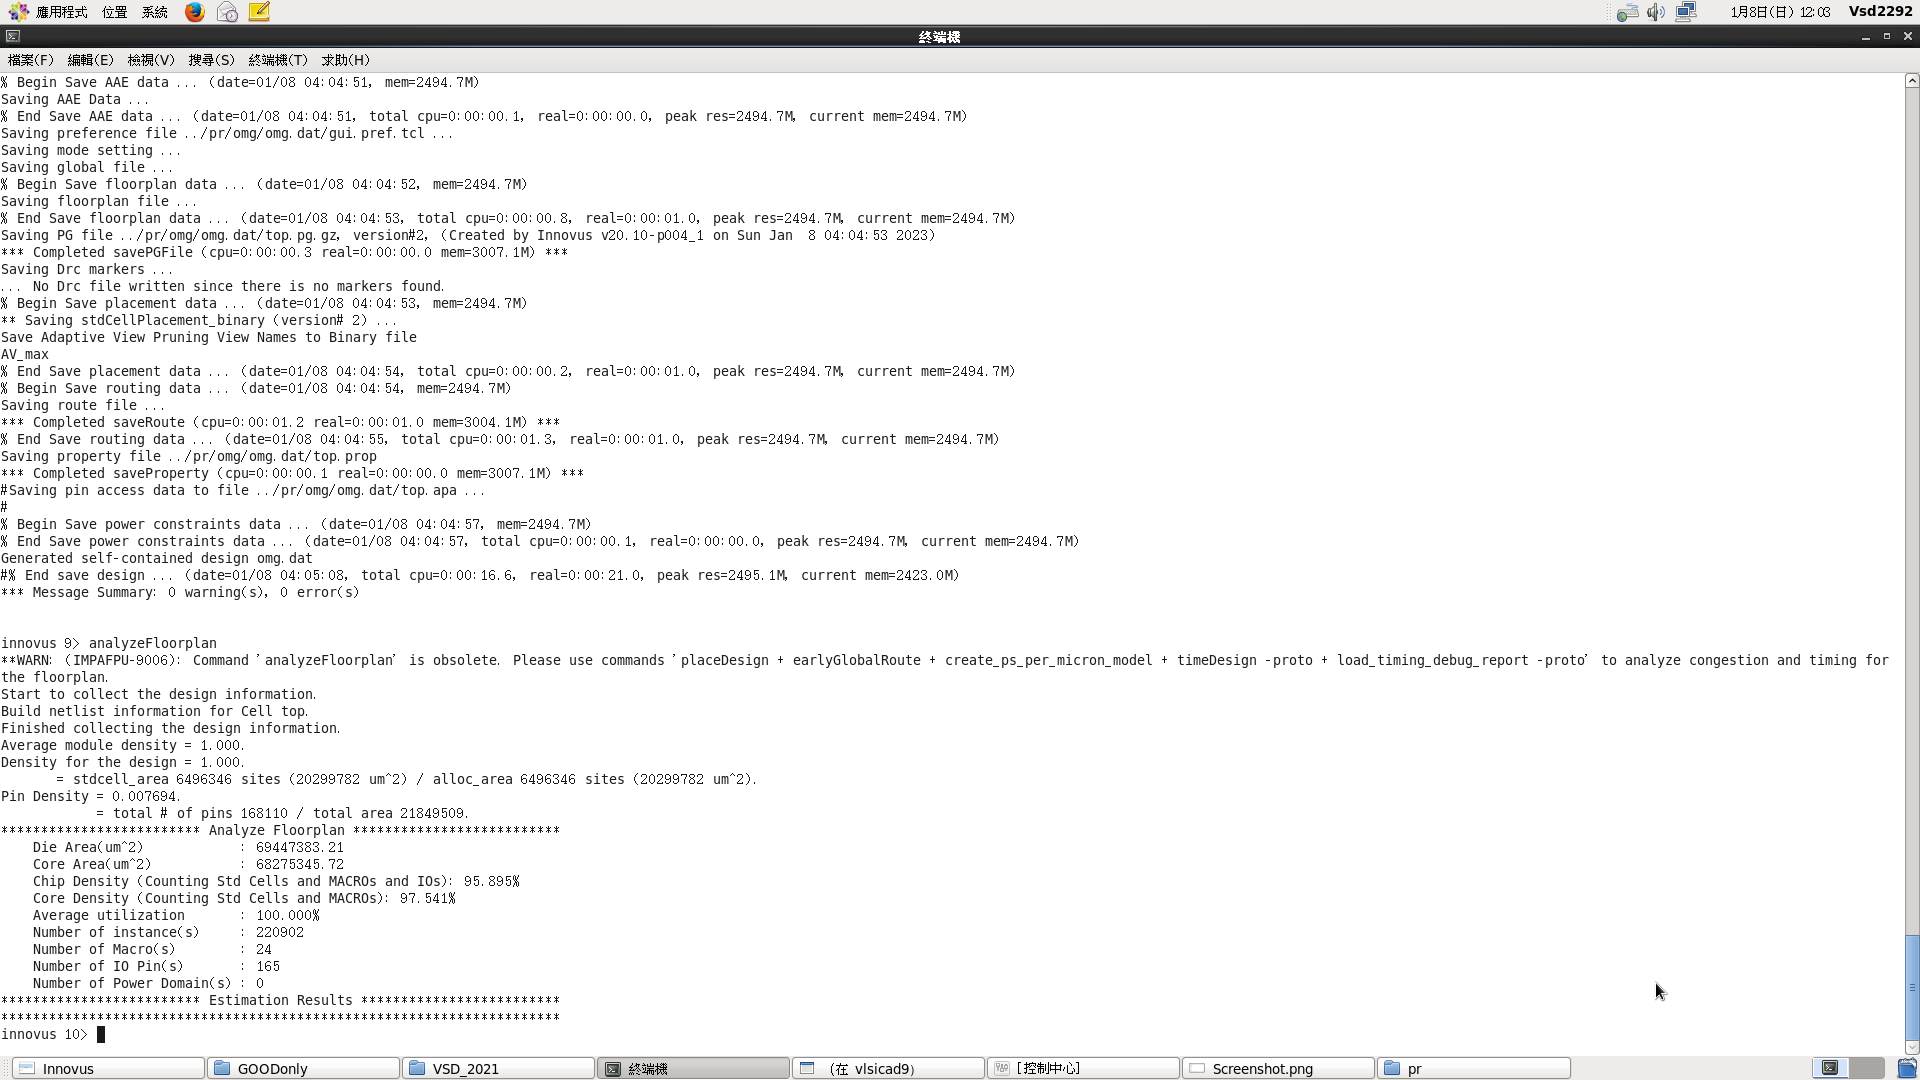 應用程式 位置 系統 1月8日(日) 12:03 Vsd2292
終端機
檔案(F) 編輯(E) 檢視(V) 搜尋(S) 終端機(T) 求助(H)
% Begin Save AAE data ... (date=01/08 04:04:51, mem=2494.7M)
Saving AAE Data ...
% End Save AAE data ... (date=01/08 04:04:51, total cpu=0:00:00.1, real=0:00:00.0, peak res=2494.7M, current mem=2494.7M)
Saving preference file ../pr/omg/omg.dat/gui.pref.tcl ...
Saving mode setting ...
Saving global file ...
% Begin Save floorplan data ... (date=01/08 04:04:52, mem=2494.7M)
Saving floorplan file ...
% End Save floorplan data ... (date=01/08 04:04:53, total cpu=0:00:00.8, real=0:00:01.0, peak res=2494.7M, current mem=2494.7M)
Saving PG file ../pr/omg/omg.dat/top.pg.gz, version#2, (Created by Innovus v20.10-p004_1 on Sun Jan  8 04:04:53 2023)
*** Completed savePGFile (cpu=0:00:00.3 real=0:00:00.0 mem=3007.1M) ***
Saving Drc markers ...
... No Drc file written since there is no markers found.
% Begin Save placement data ... (date=01/08 04:04:53, mem=2494.7M)
** Saving stdCellPlacement_binary (version# 2) ...
Save Adaptive View Pruning View Names to Binary file
AV_max
% End Save placement data ... (date=01/08 04:04:54, total cpu=0:00:00.2, real=0:00:01.0, peak res=2494.7M, current mem=2494.7M)
% Begin Save routing data ... (date=01/08 04:04:54, mem=2494.7M)
Saving route file ...
*** Completed saveRoute (cpu=0:00:01.2 real=0:00:01.0 mem=3004.1M) ***
% End Save routing data ... (date=01/08 04:04:55, total cpu=0:00:01.3, real=0:00:01.0, peak res=2494.7M, current mem=2494.7M)
Saving property file ../pr/omg/omg.dat/top.prop
*** Completed saveProperty (cpu=0:00:00.1 real=0:00:00.0 mem=3007.1M) ***
#Saving pin access data to file ../pr/omg/omg.dat/top.apa ...
#
% Begin Save power constraints data ... (date=01/08 04:04:57, mem=2494.7M)
% End Save power constraints data ... (date=01/08 04:04:57, total cpu=0:00:00.1, real=0:00:00.0, peak res=2494.7M, current mem=2494.7M)
Generated self-contained design omg.dat
#% End save design ... (date=01/08 04:05:08, total cpu=0:00:16.6, real=0:00:21.0, peak res=2495.1M, current mem=2423.0M)
*** Message Summary: 0 warning(s), 0 error(s)
innovus 9> analyzeFloorplan
**WARN: (IMPAFPU-9006): Command 'analyzeFloorplan' is obsolete. Please use commands 'placeDesign + earlyGlobalRoute + create_ps_per_micron_model + timeDesign -proto + load_timing_debug_report -proto' to analyze congestion and timing for
the floorplan.
Start to collect the design information.
Build netlist information for Cell top.
Finished collecting the design information.
Average module density = 1.000.
Density for the design = 1.000.
= stdcell_area 6496346 sites (20299782 um^2) / alloc_area 6496346 sites (20299782 um^2).
Pin Density = 0.007694.
= total # of pins 168110 / total area 21849509.
************************* Analyze Floorplan **************************
Die Area(um^2) : 69447383.21
Core Area(um^2) : 68275345.72
Chip Density (Counting Std Cells and MACROs and IOs): 95.895%
Core Density (Counting Std Cells and MACROs): 97.541%
Average utilization : 100.000%
Number of instance(s) : 220902
Number of Macro(s) : 24
Number of IO Pin(s) : 165
Number of Power Domain(s) : 0
************************* Estimation Results *************************
**********************************************************************
innovus 10>
Innovus GOODonly VSD_2021 終端機 (在 vlsicad9) [控制中心] Screenshot.png pr